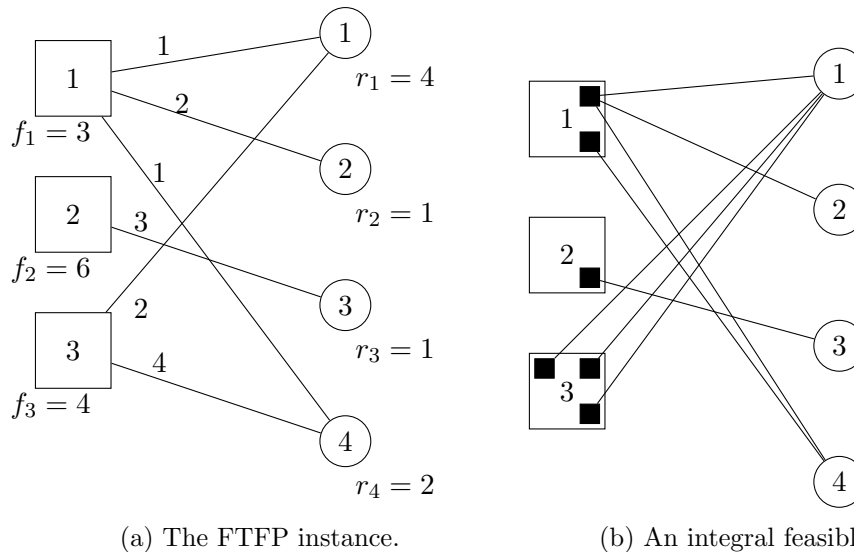 1
1
1
r₁ = 4
2
f₁ = 3
1
2
r₂ = 1
2
3
f₂ = 6
3
r₃ = 1
2
3
4
f₃ = 4
4
r₄ = 2
(a) The FTFP instance.
1
1
2
2
3
3
4
(b) An integral feasibl